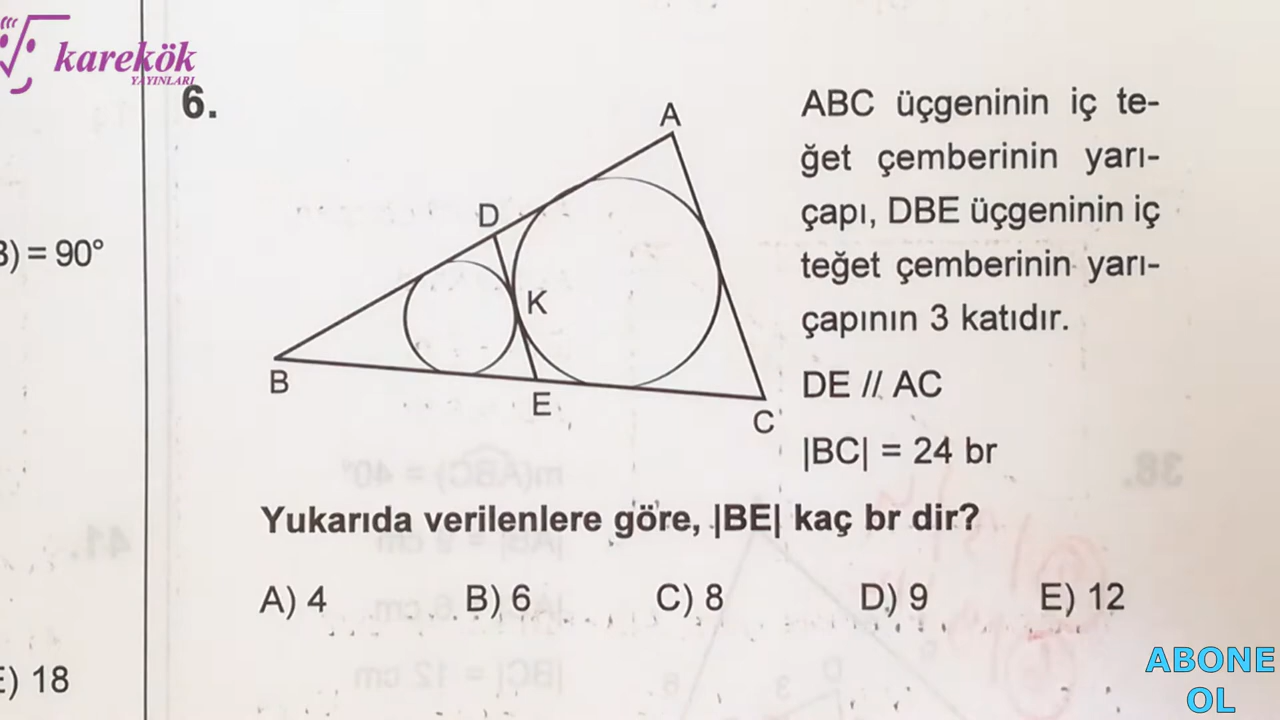 karekök
YAYINLARI
6.
ABC üçgeninin iç te-
ğet çemberinin yarı-
çapı, DBE üçgeninin iç
teğet çemberinin yarı-
çapının 3 katıdır.
DE // AC
|BC| = 24 br
A
D
K
B
E
C
Yukarıda verilenlere göre, |BE| kaç br dir?
A) 4 B) 6 C) 8 D) 9 E) 12
) = 90°
) 18
ABONE
OL